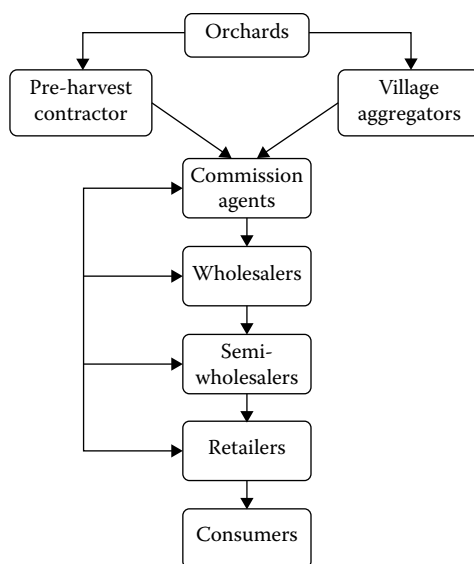 Orchards
Pre-harvest
contractor
Village
aggregators
Commission
agents
Wholesalers
Semi-
wholesalers
Retailers
Consumers